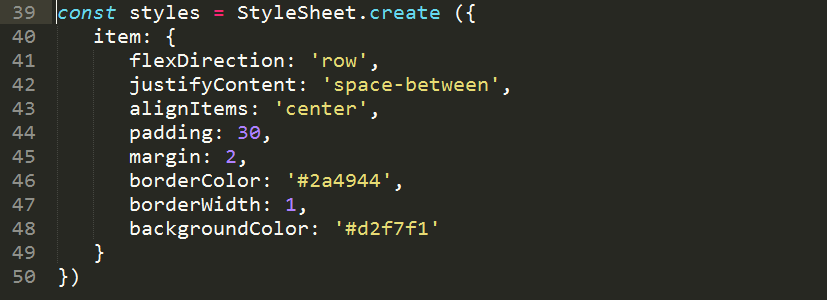 39 const styles = StyleSheet.create ({
40 item: {
41 flexDirection: 'row',
42 justifyContent: 'space-between',
43 alignItems: 'center',
44 padding: 30,
45 margin: 2,
46 borderColor: '#2a4944',
47 borderWidth: 1,
48 backgroundColor: '#d2f7f1'
49 }
50 })